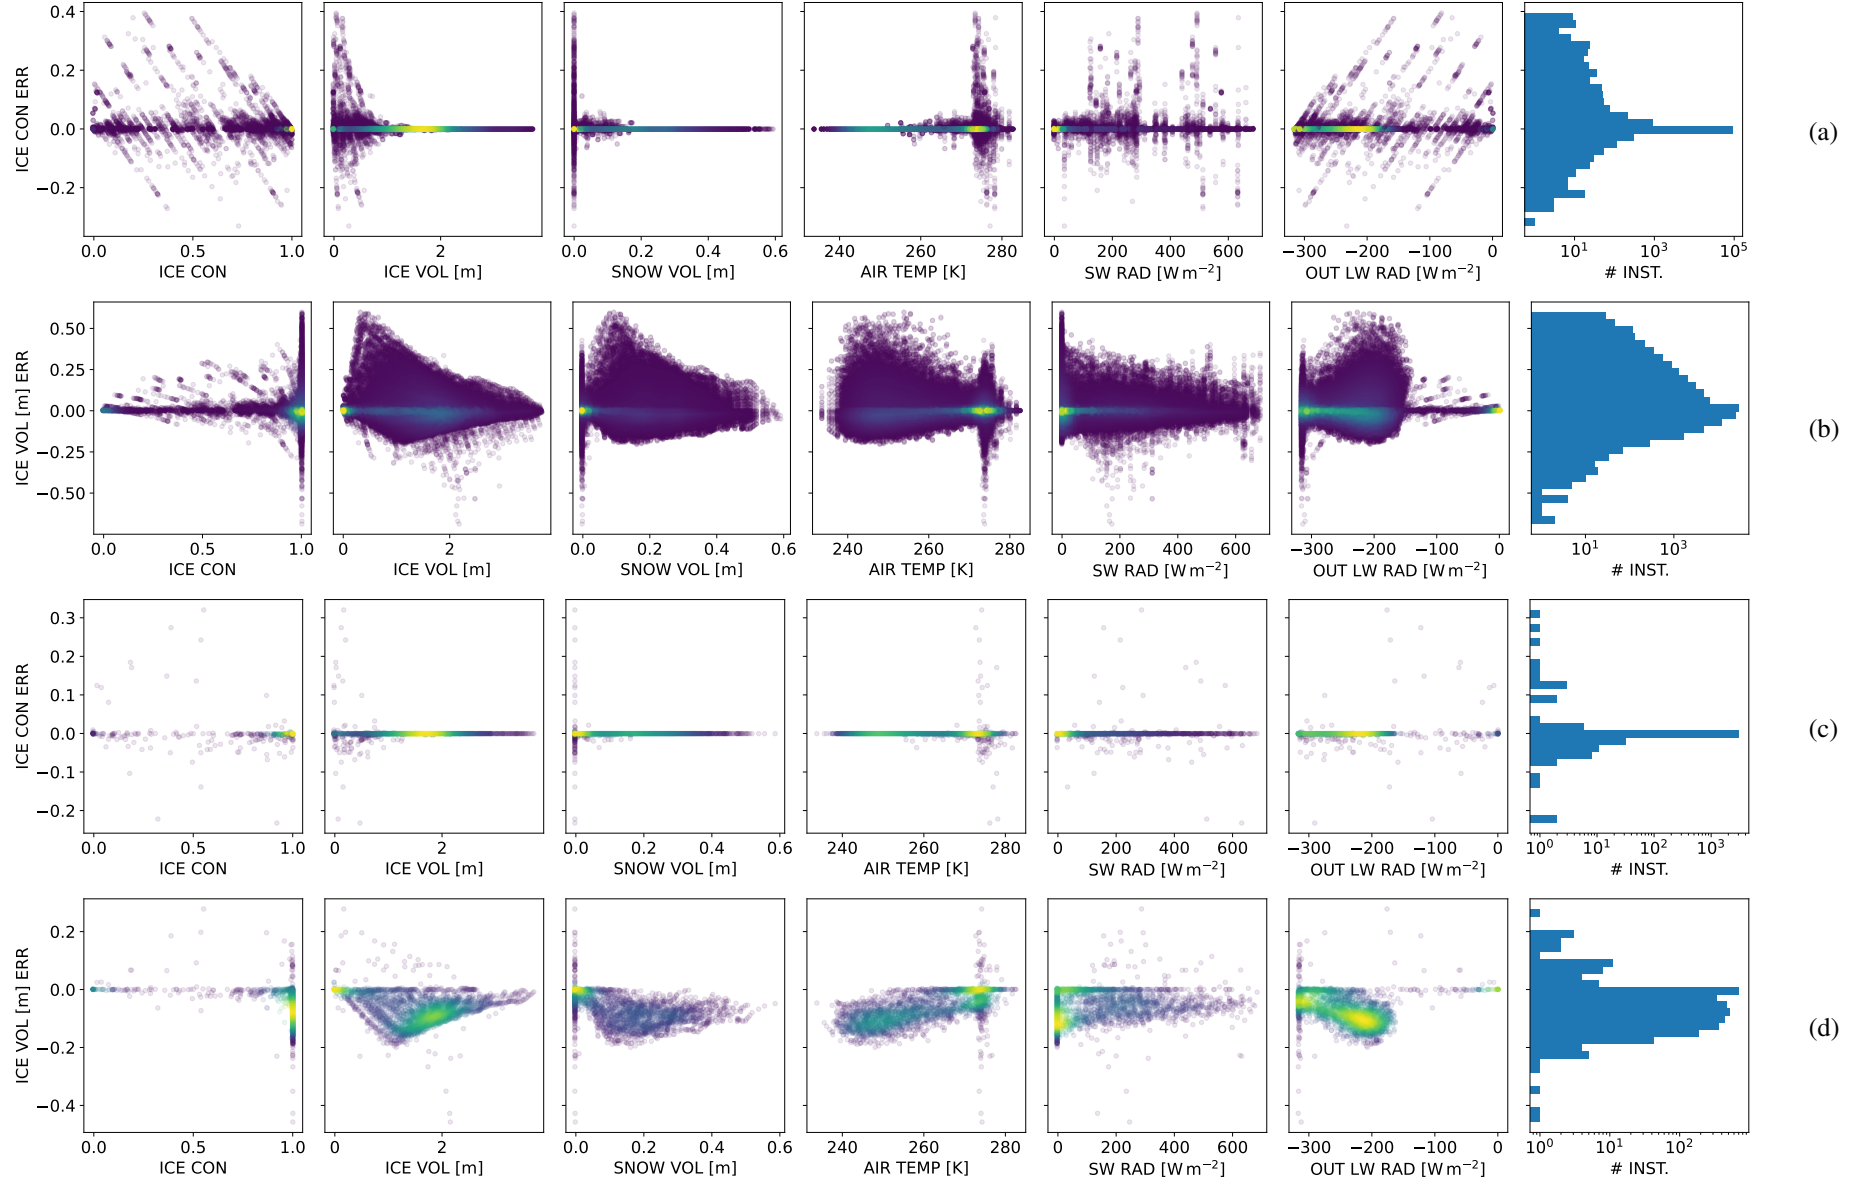 ICE CON ERR
0.4
0.2
0.0
−0.2
0.0 0.5 1.0
ICE CON
0 2
ICE VOL [m]
0.0 0.2 0.4 0.6
SNOW VOL [m]
240 260 280
AIR TEMP [K]
0 200 400 600
SW RAD [W m−2]
−300 −200 −100 0
OUT LW RAD [W m−2]
10^1 10^3 10^5
# INST.
(a)
ICE VOL [m] ERR
0.50
0.25
0.00
−0.25
−0.50
0.0 0.5 1.0
ICE CON
0 2
ICE VOL [m]
0.0 0.2 0.4 0.6
SNOW VOL [m]
240 260 280
AIR TEMP [K]
0 200 400 600
SW RAD [W m−2]
−300 −200 −100 0
OUT LW RAD [W m−2]
10^1 10^3
# INST.
(b)
ICE CON ERR
0.3
0.2
0.1
0.0
−0.1
−0.2
0.0 0.5 1.0
ICE CON
0 2
ICE VOL [m]
0.0 0.2 0.4 0.6
SNOW VOL [m]
240 260 280
AIR TEMP [K]
0 200 400 600
SW RAD [W m−2]
−300 −200 −100 0
OUT LW RAD [W m−2]
10^0 10^1 10^2 10^3
# INST.
(c)
ICE VOL [m] ERR
0.2
0.0
−0.2
−0.4
0.0 0.5 1.0
ICE CON
0 2
ICE VOL [m]
0.0 0.2 0.4 0.6
SNOW VOL [m]
240 260 280
AIR TEMP [K]
0 200 400 600
SW RAD [W m−2]
−300 −200 −100 0
OUT LW RAD [W m−2]
10^0 10^1 10^2
# INST.
(d)